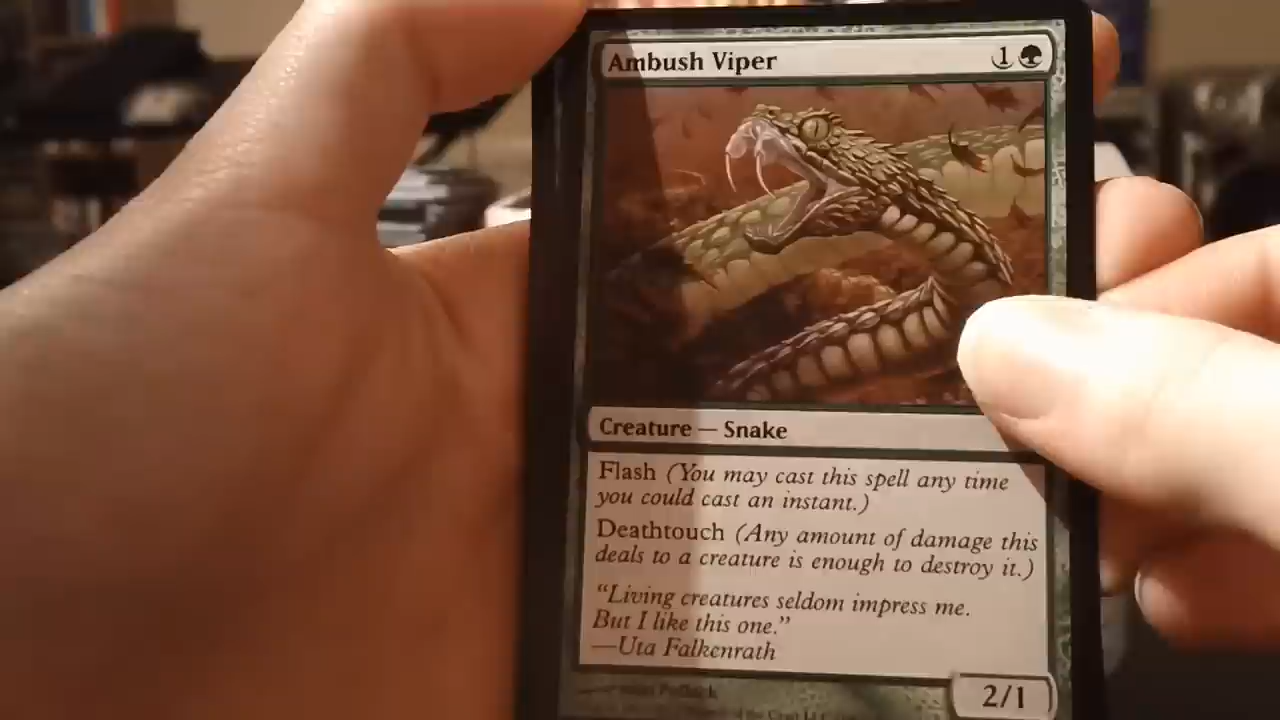 Ambush Viper 1
Creature — Snake
Flash (You may cast this spell any time
you could cast an instant.)
Deathtouch (Any amount of damage this
deals to a creature is enough to destroy it.)
"Living creatures seldom impress me.
But I like this one."
—Uta Falkenrath
2/1